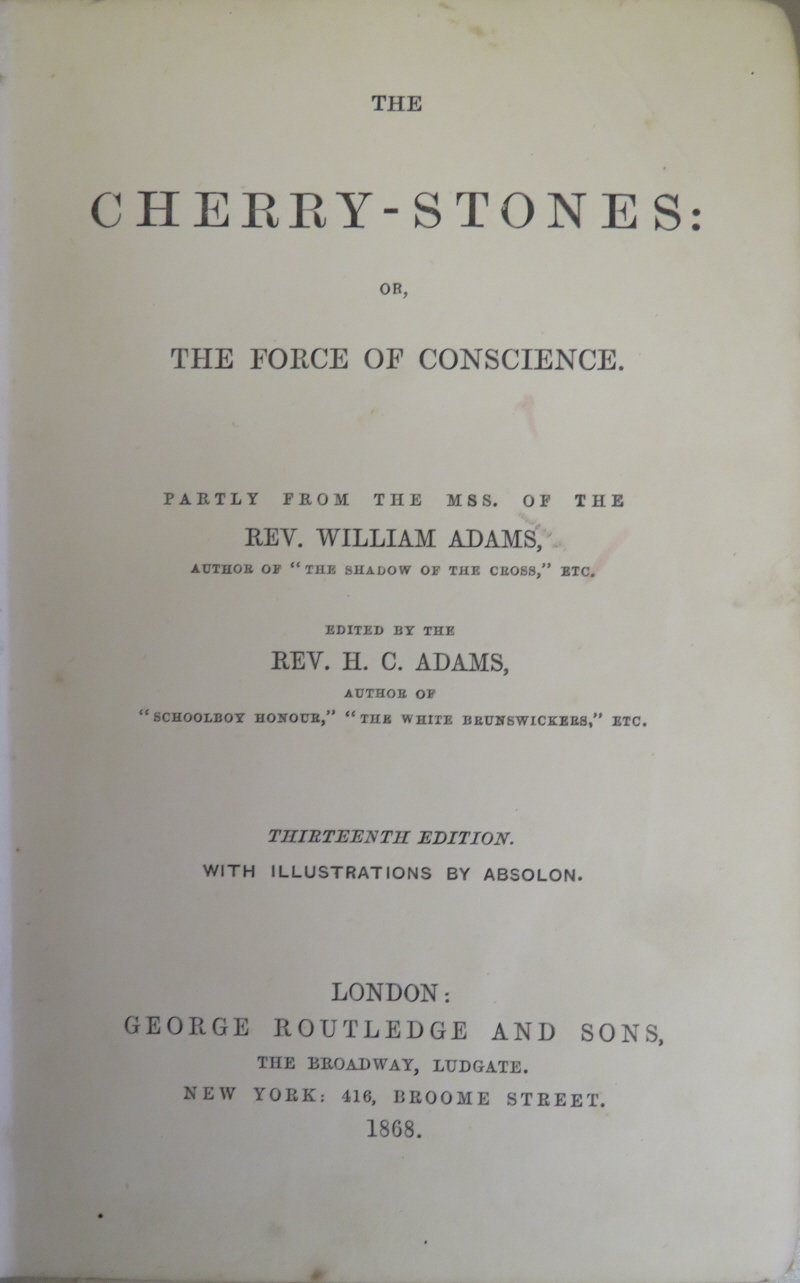 THE
CHERRY-STONES:
OR,
THE FORCE OF CONSCIENCE.
PARTLY FROM THE MSS. OF THE
REV. WILLIAM ADAMS,
AUTHOR OF “THE SHADOW OF THE CROSS,” ETC.
EDITED BY THE
REV. H. C. ADAMS,
AUTHOR OF
“SCHOOLBOY HONOUR,” “THE WHITE BRUNSWICKERS,” ETC.
THIRTEENTH EDITION.
WITH ILLUSTRATIONS BY ABSOLON.
LONDON:
GEORGE ROUTLEDGE AND SONS,
THE BROADWAY, LUDGATE.
NEW YORK: 416, BROOME STREET.
1868.